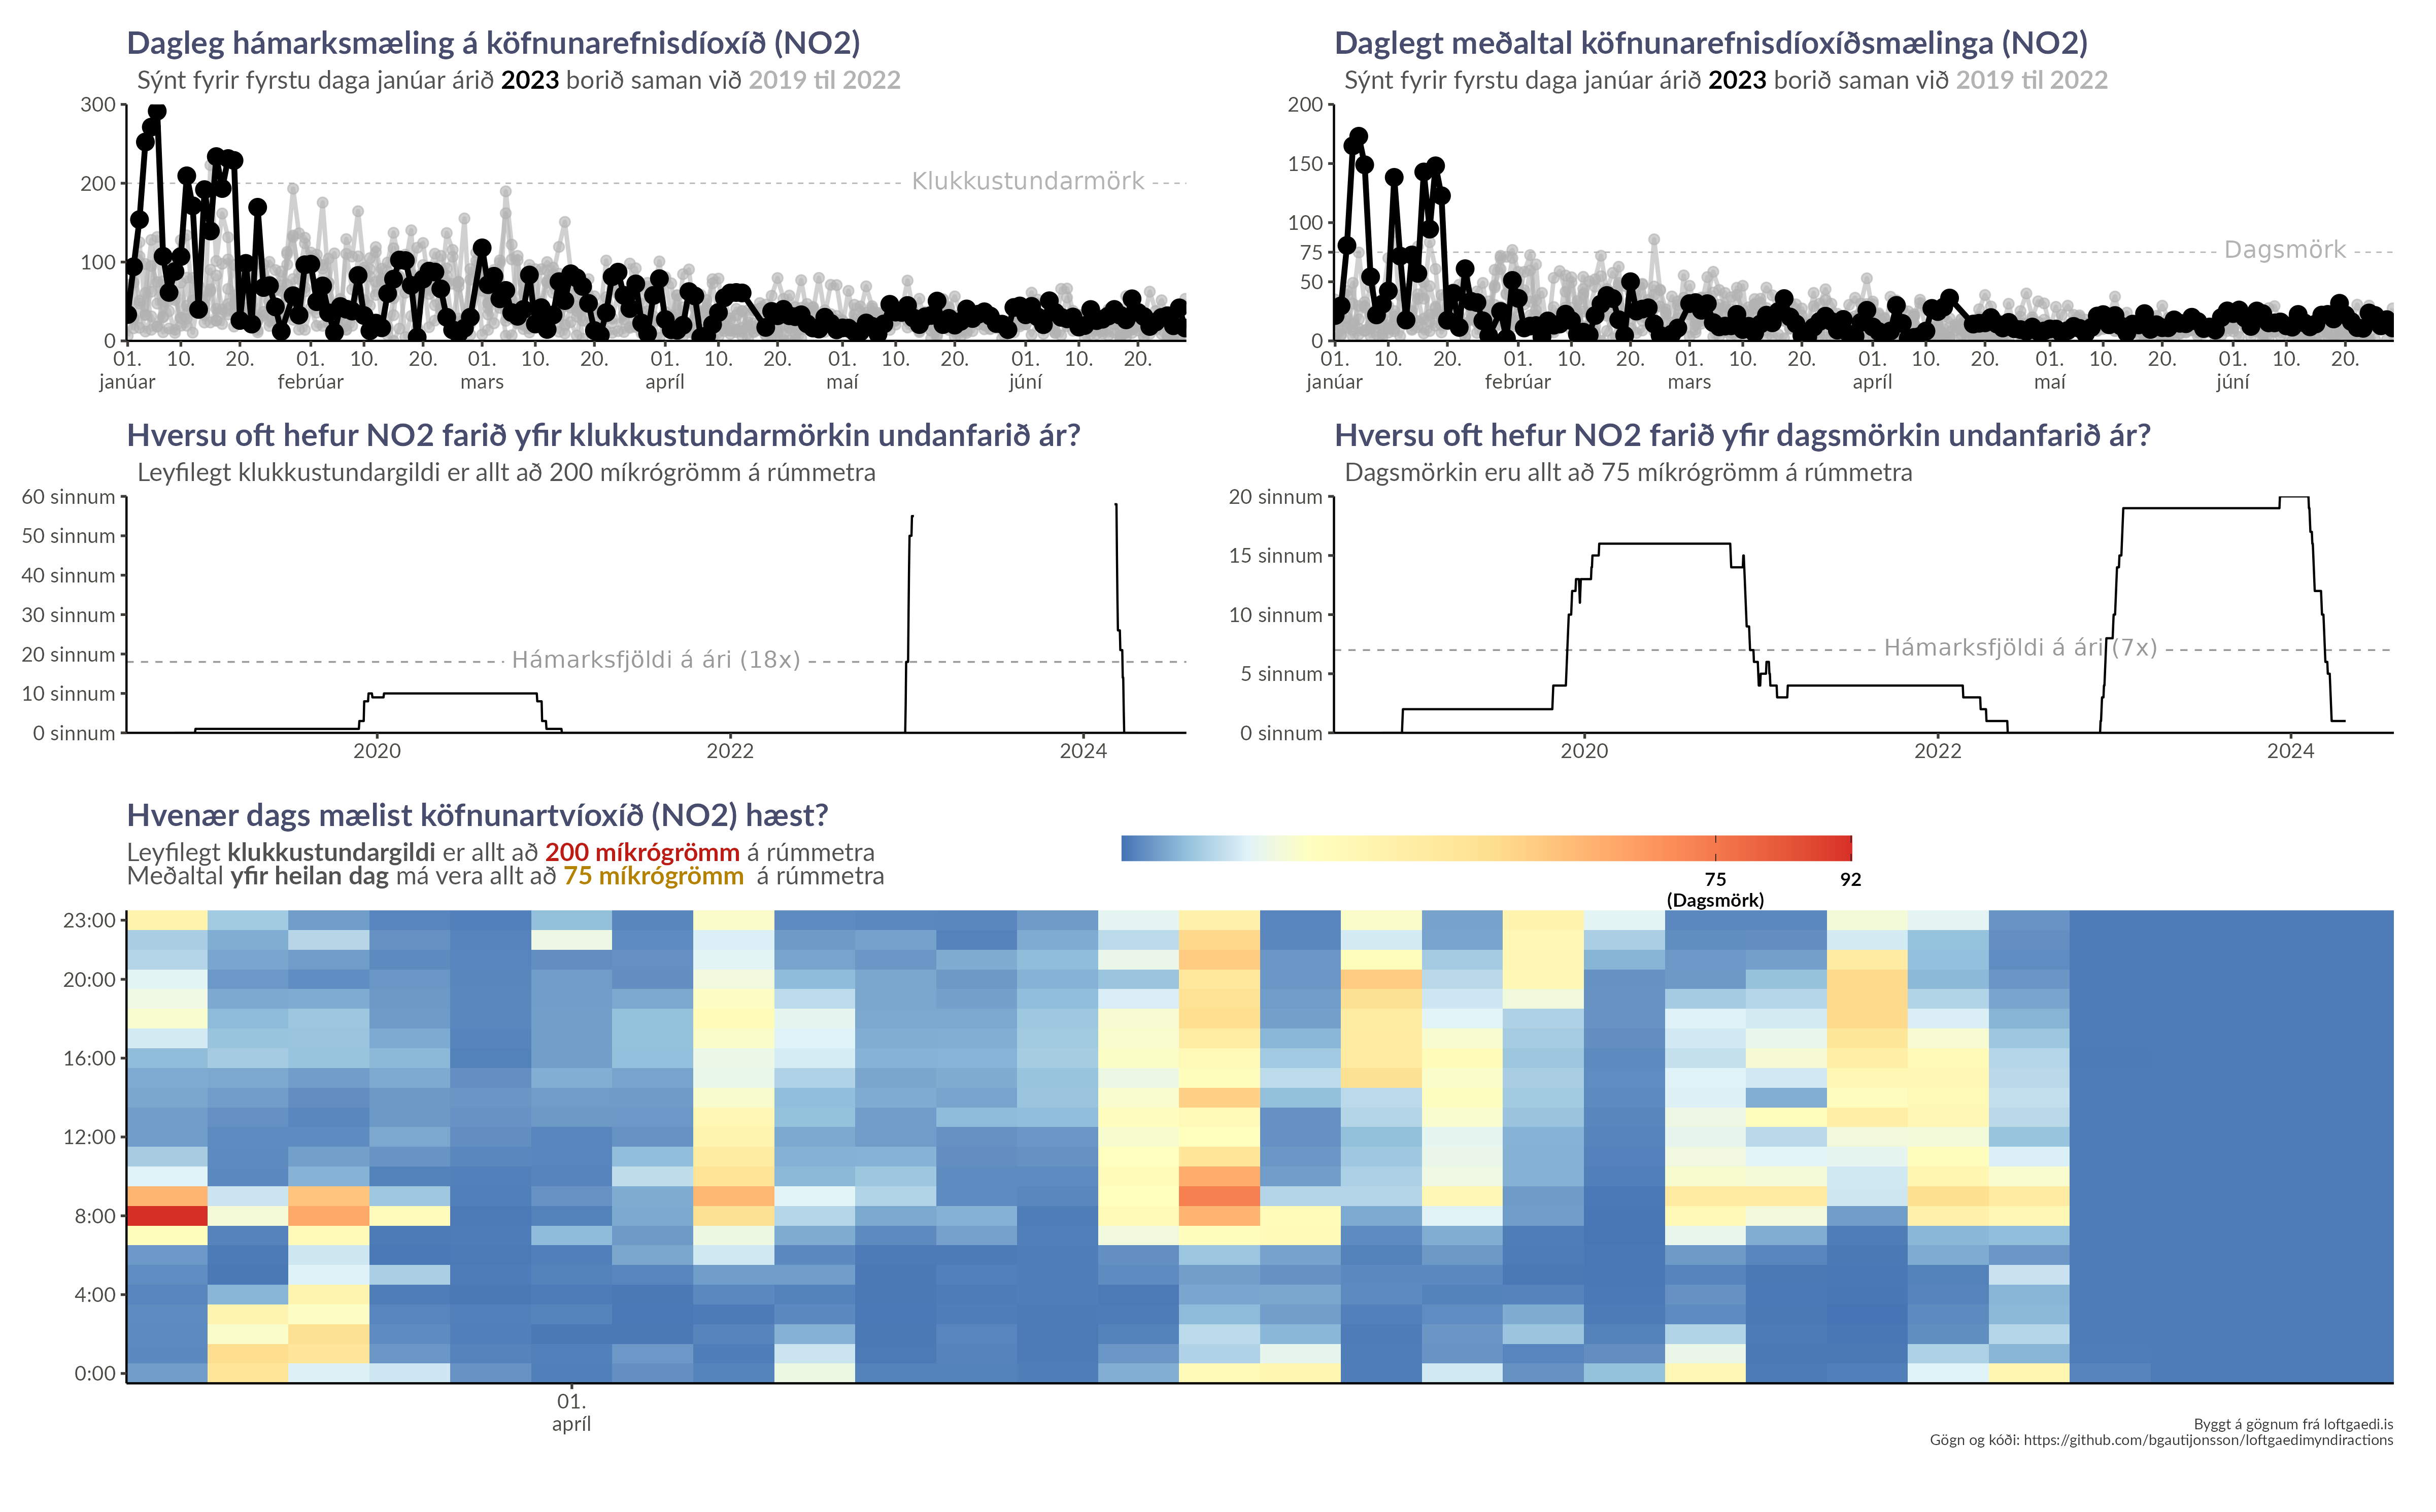 Dagleg hámarksmæling á köfnunarefnisdíoxíð (NO2)
Sýnt fyrir fyrstu daga janúar árið 2023 borið saman við 2019 til 2022
300
200
100
0
Klukkustundarmörk
01. 10. 20. 01. 10. 20. 01. 10. 20. 01. 10. 20. 01. 10. 20. 01. 10. 20.
janúar febrúar mars apríl maí júní
Daglegt meðaltal köfnunarefnisdíoxíðsmælinga (NO2)
Sýnt fyrir fyrstu daga janúar árið 2023 borið saman við 2019 til 2022
200
150
100
75
50
0
Dagsmörk
01. 10. 20. 01. 10. 20. 01. 10. 20. 01. 10. 20. 01. 10. 20. 01. 10. 20.
janúar febrúar mars apríl maí júní
Hversu oft hefur NO2 farið yfir klukkustundarmörkin undanfarið ár?
Leyfilegt klukkustundargildi er allt að 200 míkrógrömm á rúmmetra
60 sinnum
50 sinnum
40 sinnum
30 sinnum
20 sinnum
10 sinnum
0 sinnum
Hámarksfjöldi á ári (18x)
2020 2022 2024
Hversu oft hefur NO2 farið yfir dagsmörkin undanfarið ár?
Dagsmörkin eru allt að 75 míkrógrömm á rúmmetra
20 sinnum
15 sinnum
10 sinnum
5 sinnum
0 sinnum
Hámarksfjöldi á ári (7x)
2020 2022 2024
Hvenær dags mælist köfnunartvíoxíð (NO2) hæst?
Leyfilegt klukkustundargildi er allt að 200 míkrógrömm á rúmmetra
Meðaltal yfir heilan dag má vera allt að 75 míkrógrömm á rúmmetra
75 92
(Dagsmörk)
23:00
20:00
16:00
12:00
8:00
4:00
0:00
01.
apríl
Byggt á gögnum frá loftgaedi.is
Gögn og kóði: https://github.com/bgautijonsson/loftgaedimyndiractions